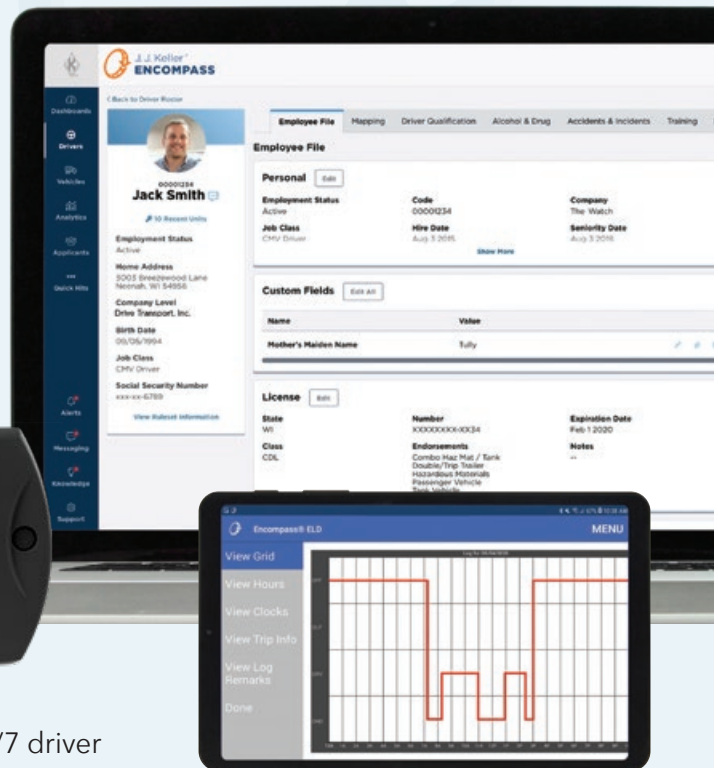 J. J. Keller®
ENCOMPASS
Dashboards
Drivers
Vehicles
Analytics
Applicants
Quick Hits
Alerts
Messaging
Knowledge
Support
‹ Back to Driver Roster
00001234
Jack Smith
10 Recent Units
Employment Status
Active
Home Address
3003 Breezewood Lane
Neenah, WI 54956
Company Level
Drive Transport, Inc.
Birth Date
09/05/1994
Job Class
CMV Driver
Social Security Number
xxx-xx-6789
View Ruleset Information
Employee File Mapping Driver Qualification Alcohol & Drug Accidents & Incidents Training
Employee File
Personal Edit
Employment Status Code Company
Active 00001234 The Watch
Job Class Hire Date Seniority Date
CMV Driver Aug 3 2015 Aug 3 2016
Show More
Custom Fields Edit All
Name Value
Mother's Maiden Name Tully
License Edit
State Number Expiration Date
WI XXXXXXXXX-XX34 Feb 1 2020
Class Endorsements Notes
CDL Combo Haz Mat / Tank --
Double/Trip Trailer
Hazardous Materials
Passenger Vehicle
Tank Vehicle
Encompass® ELD MENU
View Grid
View Hours
View Clocks
View Trip Info
View Log
Remarks
Done
/7 driver